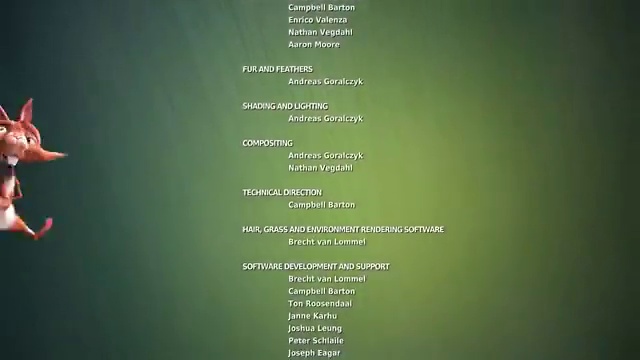 Campbell Barton
Enrico Valenza
Nathan Vegdahl
Aaron Moore
FUR AND FEATHERS
Andreas Goralczyk
SHADING AND LIGHTING
Andreas Goralczyk
COMPOSITING
Andreas Goralczyk
Nathan Vegdahl
TECHNICAL DIRECTION
Campbell Barton
HAIR, GRASS AND ENVIRONMENT RENDERING SOFTWARE
Brecht van Lommel
SOFTWARE DEVELOPMENT AND SUPPORT
Brecht van Lommel
Campbell Barton
Ton Roosendaal
Janne Karhu
Joshua Leung
Peter Schlaile
Joseph Eagar